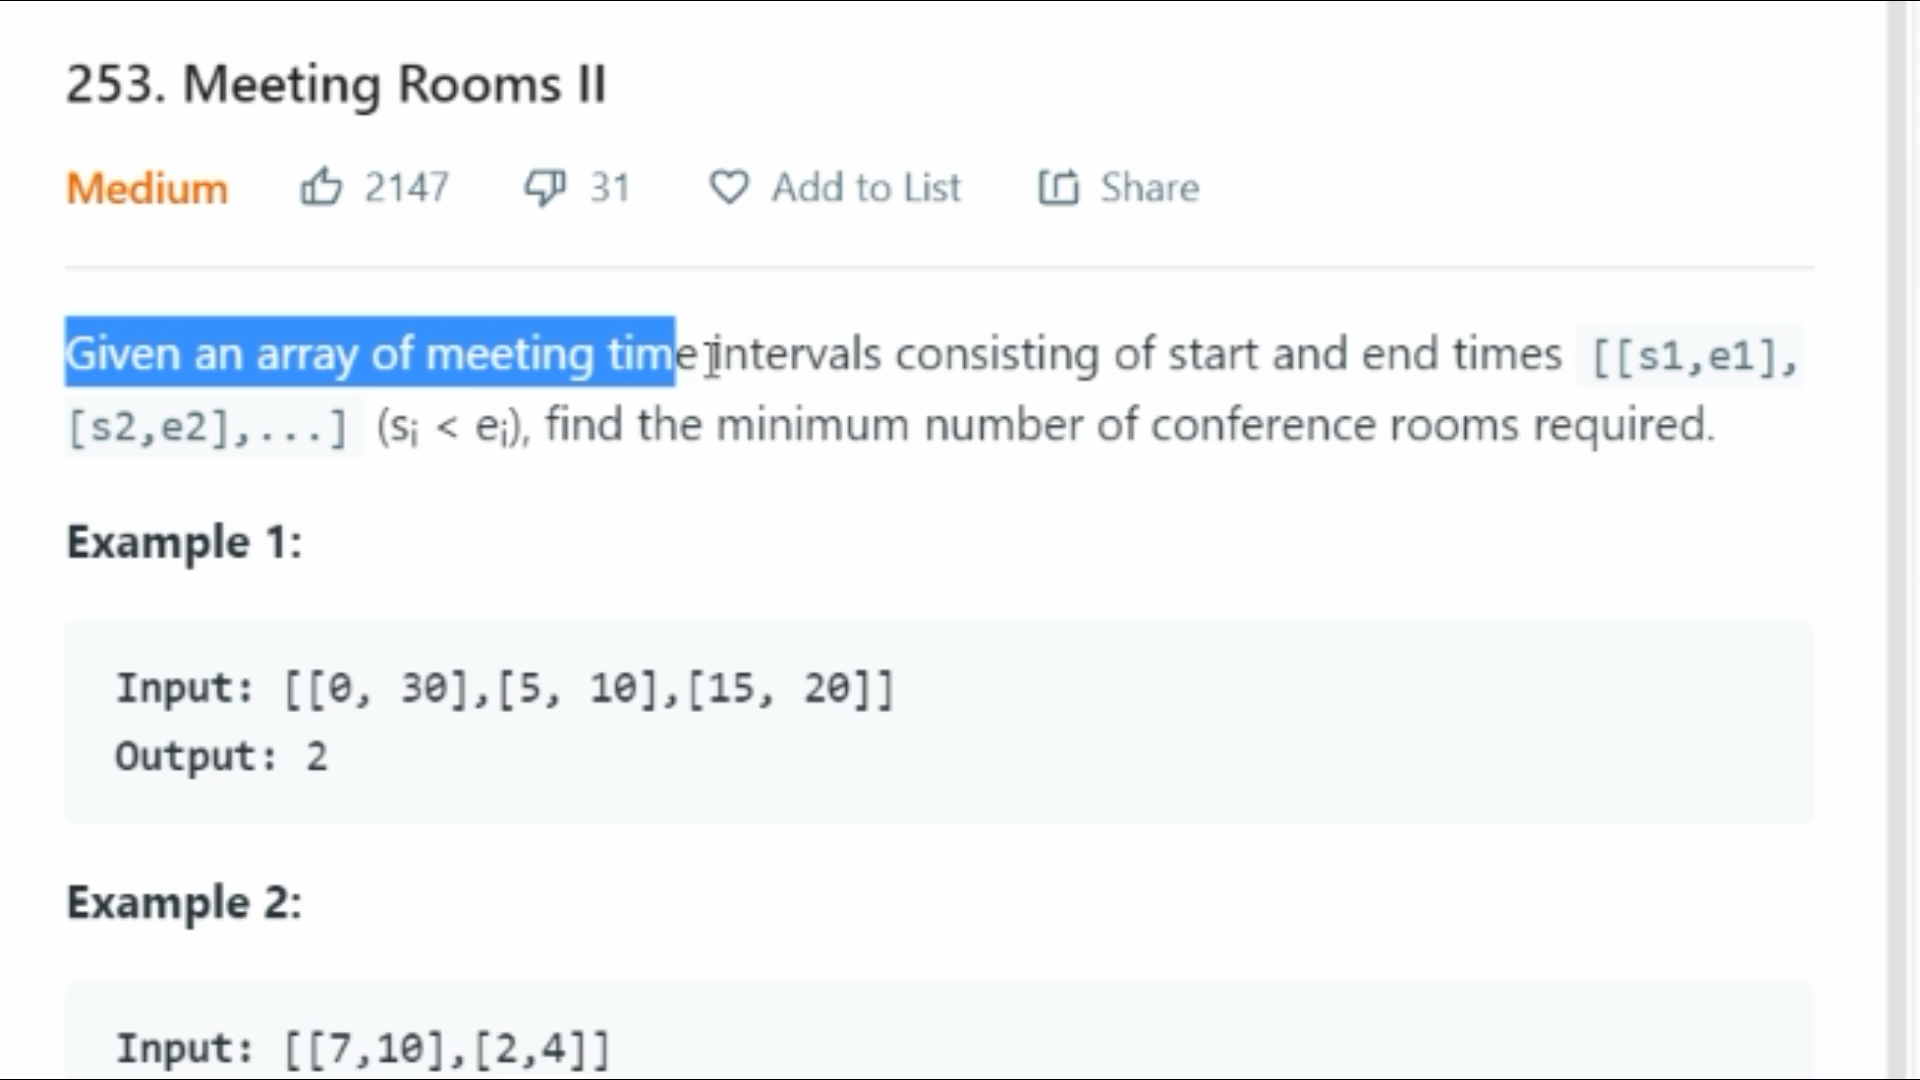 253. Meeting Rooms II
Medium 2147 31 Add to List Share
Given an array of meeting time intervals consisting of start and end times [[s1,e1],
[s2,e2],...] (si < ei), find the minimum number of conference rooms required.
Example 1:
Input: [[0, 30],[5, 10],[15, 20]]
Output: 2
Example 2:
Input: [[7,10],[2,4]]